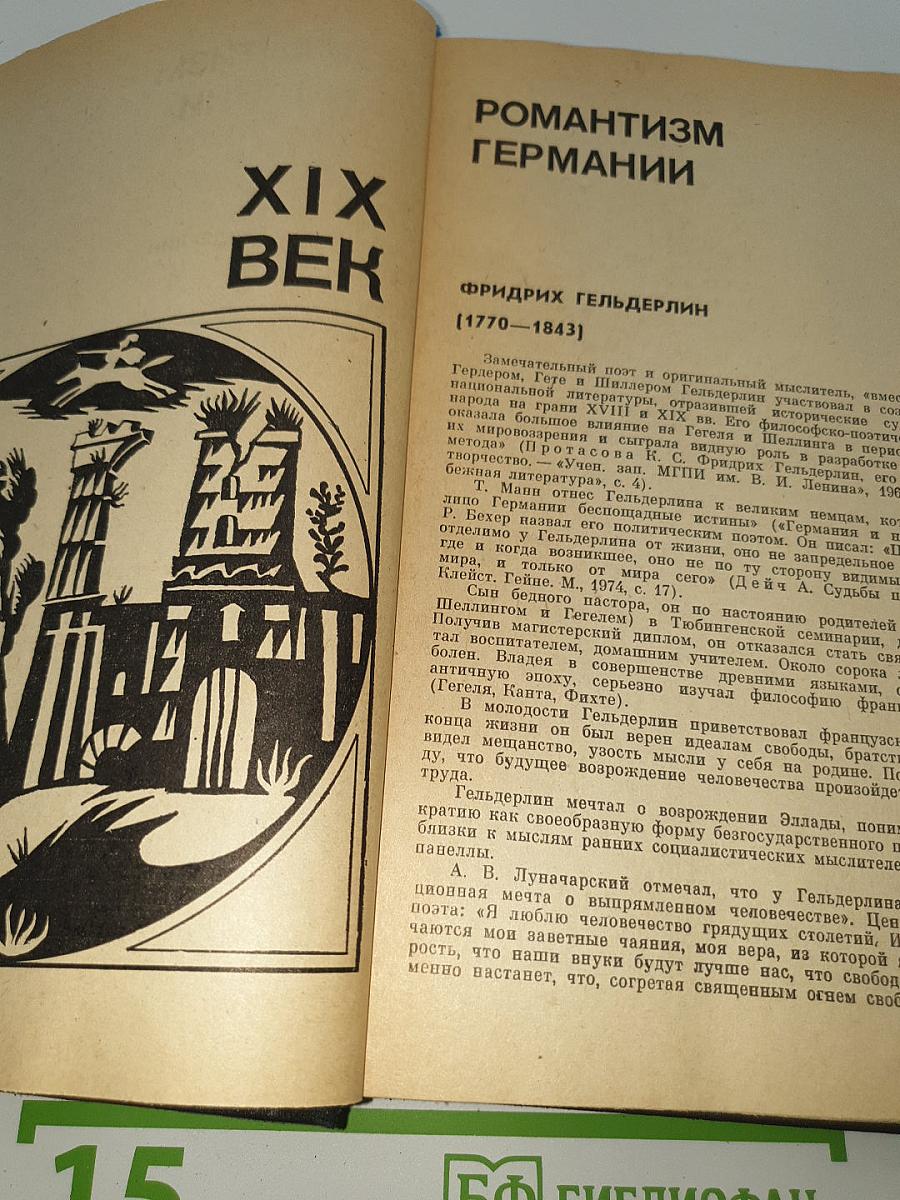 XIX
ВЕК
РОМАНТИЗМ
ГЕРМАНИИ
ФРИДРИХ ГЕЛЬДЕРЛИН
(1770—1843)
Замечательный поэт и оригинальный мыслитель, «вмес
Гердером, Гете и Шиллером Гельдерлин участвовал в соз
национальной литературы, отразившей исторические су
народа на грани XVIII и XIX вв. Его философско-поэтиче
оказала большое влияние на Гегеля и Шеллинга в перио
их мировоззрения и сыграла видную роль в разработке
метода» (Протасова К. С. Фридрих Гельдерлин, его
творчество. — «Учен. зап. МГПИ им. В. И. Ленина», 196
бежная литература», с. 4).
Т. Манн отнес Гельдерлина к великим немцам, кот
лицо Германии беспощадные истины» («Германия и н
Р. Бехер назвал его политическим поэтом. Он писал: «П
отделимо у Гельдерлина от жизни, оно не запредельное
где и когда возникшее, оно не по ту сторону видимы
мира, и только от мира сего» (Дейч А. Судьбы п
Клейст. Гейне. М., 1974, с. 17).
Сын бедного пастора, он по настоянию родителей
Шеллингом и Гегелем) в Тюбингенской семинарии, д
Получив магистерский диплом, он отказался стать свя
тал воспитателем, домашним учителем. Около сорока
болен. Владея в совершенстве древними языками, с
античную эпоху, серьезно изучал философию фран
(Гегеля, Канта, Фихте).
В молодости Гельдерлин приветствовал французск
конца жизни он был верен идеалам свободы, братст
видел мещанство, узость мысли у себя на родине. По
ду, что будущее возрождение человечества произойдет
труда.
Гельдерлин мечтал о возрождении Эллады, поним
кратию как своеобразную форму безгосударственного п
близки к мыслям ранних социалистических мыслителе
панеллы.
А. В. Луначарский отмечал, что у Гельдерлина
ционная мечта о выпрямленном человечестве». Цен
поэта: «Я люблю человечество грядущих столетий. И
чаются мои заветные чаяния, моя вера, из которой я
рость, что наши внуки будут лучше нас, что свобод
менно настанет, что, согретая священным огнем своб
15
БФ БИБЛИОФАН